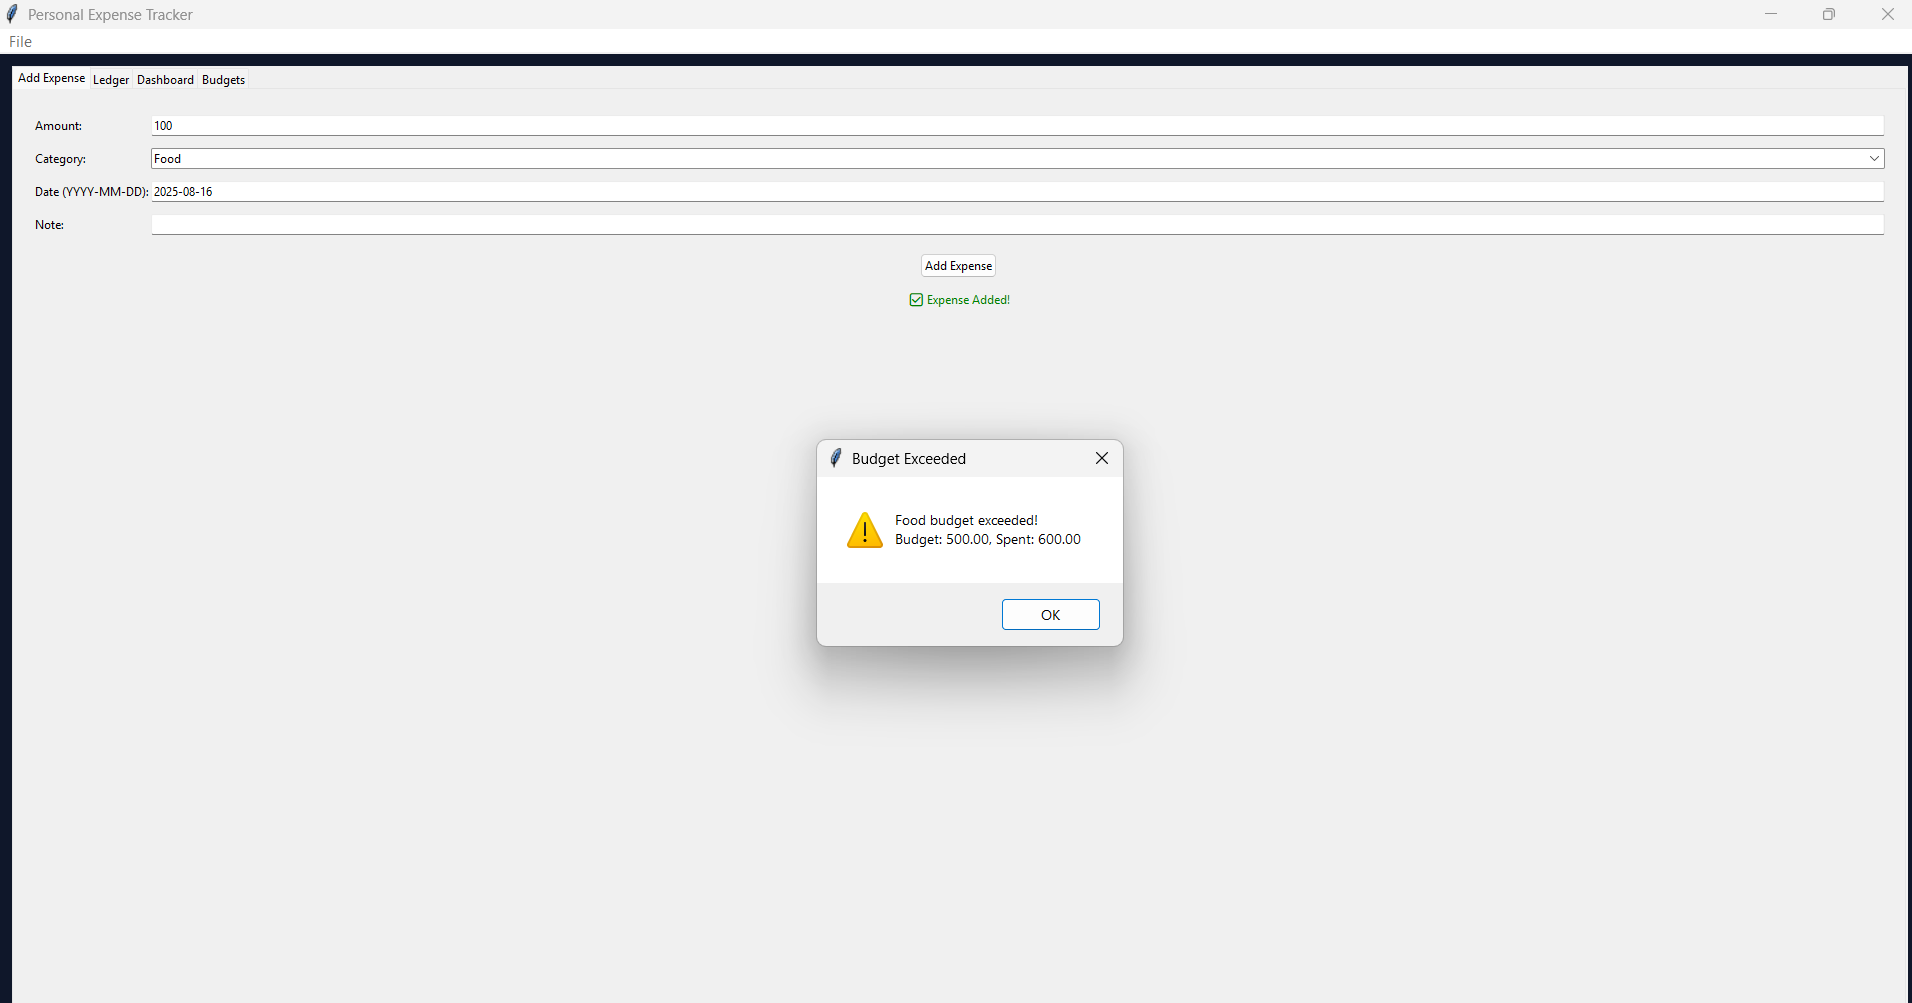 Personal Expense Tracker
File
Add Expense Ledger Dashboard Budgets
Amount: 100
Category: Food
Date (YYYY-MM-DD): 2025-08-16
Note:
Add Expense
Expense Added!
Budget Exceeded
Food budget exceeded!
Budget: 500.00, Spent: 600.00
OK